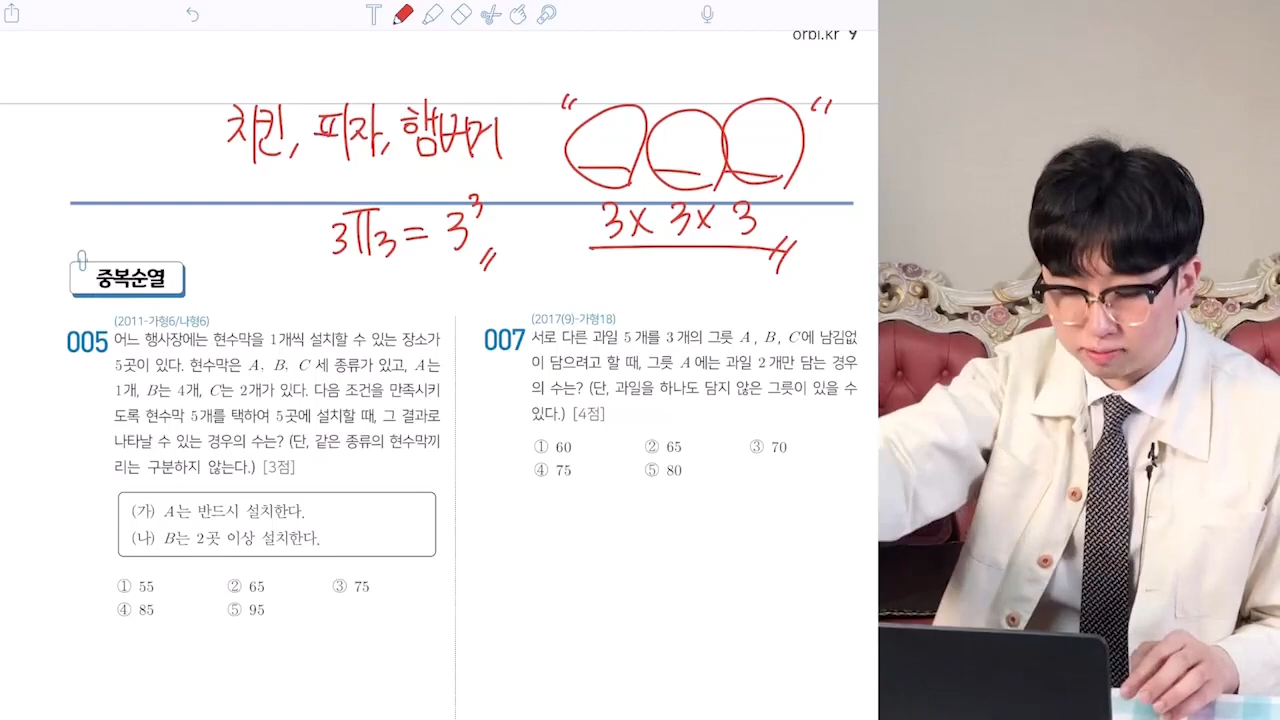 orbi.kr 9
치킨, 피자, 햄버거
" "
3Π3 = 3³
3 × 3 × 3
중복순열
(2011-가형6/나형6)
005 어느 행사장에는 현수막을 1개씩 설치할 수 있는 장소가
5곳이 있다. 현수막은 A, B, C 세 종류가 있고, A는
1개, B는 4개, C는 2개가 있다. 다음 조건을 만족시키
도록 현수막 5개를 택하여 5곳에 설치할 때, 그 결과로
나타날 수 있는 경우의 수는? (단, 같은 종류의 현수막끼
리는 구분하지 않는다.) [3점]
(가) A는 반드시 설치한다.
(나) B는 2곳 이상 설치한다.
① 55 ② 65 ③ 75
④ 85 ⑤ 95
(2017(9)-가형18)
007 서로 다른 과일 5개를 3개의 그릇 A, B, C에 남김없
이 담으려고 할 때, 그릇 A에는 과일 2개만 담는 경우
의 수는? (단, 과일을 하나도 담지 않은 그릇이 있을 수
있다.) [4점]
① 60 ② 65 ③ 70
④ 75 ⑤ 80